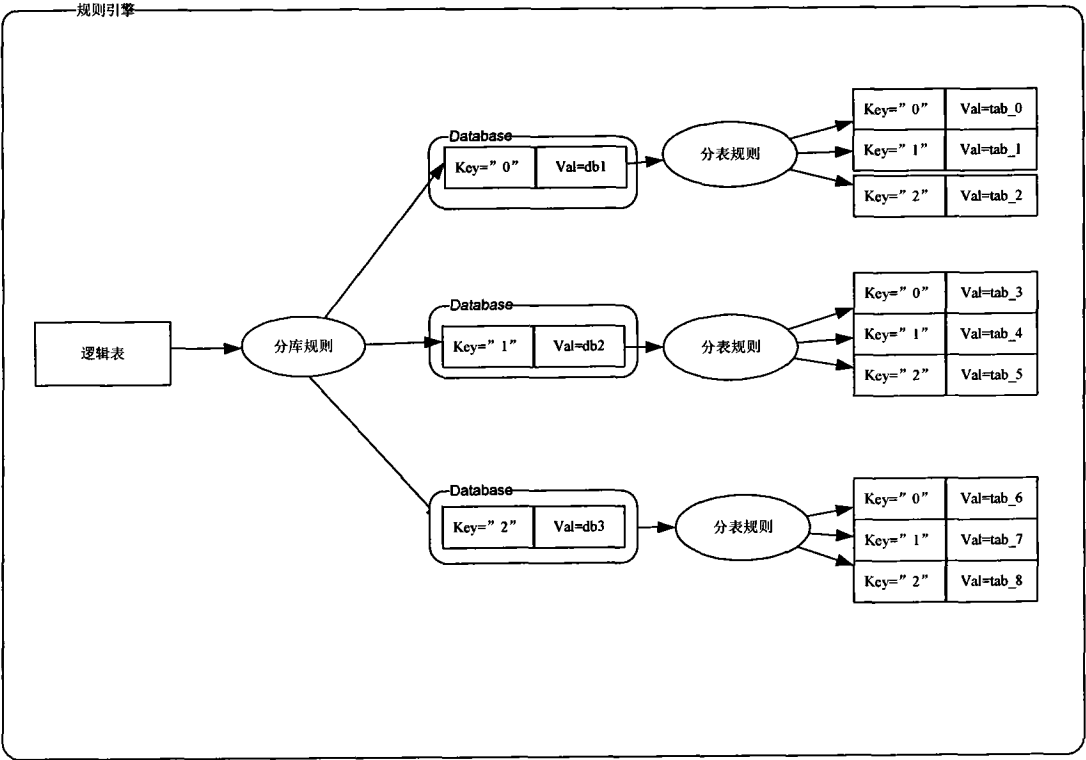 规则引擎
Database
Key=”0” Val=db1
分表规则
Key=”0” Val=tab_0
Key=”1” Val=tab_1
Key=”2” Val=tab_2
逻辑表
分库规则
Database
Key=”1” Val=db2
分表规则
Key=”0” Val=tab_3
Key=”1” Val=tab_4
Key=”2” Val=tab_5
Database
Key=”2” Val=db3
分表规则
Key=”0” Val=tab_6
Key=”1” Val=tab_7
Key=”2” Val=tab_8